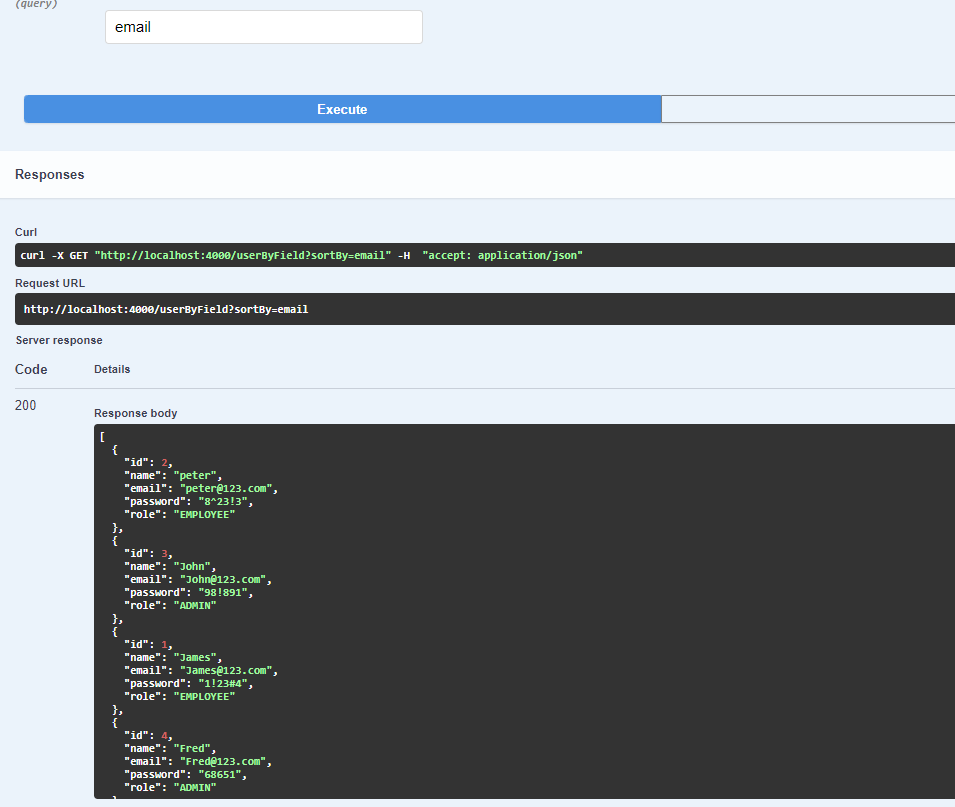 (query)
email
Execute
Responses
Curl
curl -X GET "http://localhost:4000/userByField?sortBy=email" -H  "accept: application/json"
Request URL
http://localhost:4000/userByField?sortBy=email
Server response
Code Details
200
Response body
[
  {
    "id": 2,
    "name": "peter",
    "email": "peter@123.com",
    "password": "8^23!3",
    "role": "EMPLOYEE"
  },
  {
    "id": 3,
    "name": "John",
    "email": "John@123.com",
    "password": "98!891",
    "role": "ADMIN"
  },
  {
    "id": 1,
    "name": "James",
    "email": "James@123.com",
    "password": "1!23#4",
    "role": "EMPLOYEE"
  },
  {
    "id": 4,
    "name": "Fred",
    "email": "Fred@123.com",
    "password": "68651",
    "role": "ADMIN"